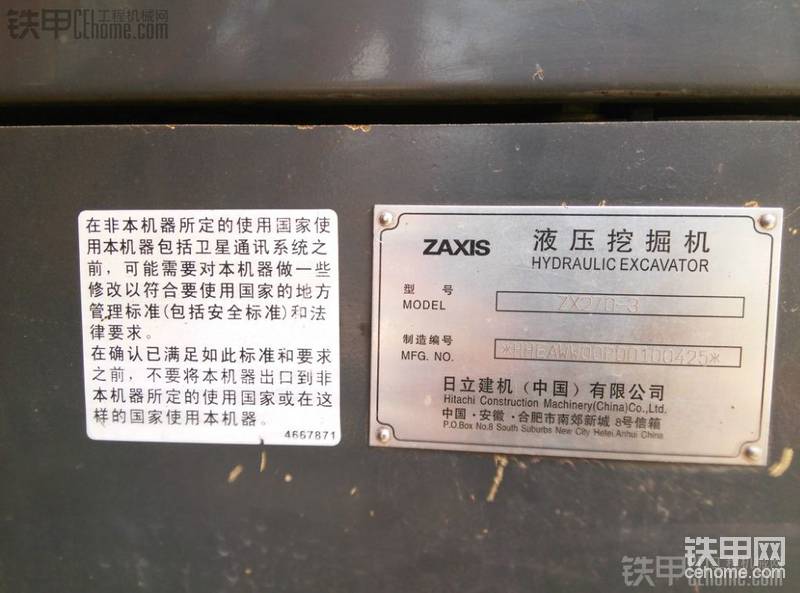 铁甲工程机械网
CEhome.com
在非本机器所定的使用国家使
用本机器包括卫星通讯系统之
前，可能需要对本机器做一些
修改以符合要使用国家的地方
管理标准(包括安全标准)和法
律要求。
在确认已满足如此标准和要求
之前，不要将本机器出口到非
本机器所定的使用国家或在这
样的国家使用本机器。
4667871
ZAXIS 液压挖掘机
HYDRAULIC EXCAVATOR
型 号
MODEL ZX270-3
制造编号
MFG. NO.
日立建机（中国）有限公司
Hitachi Construction Machinery(China)Co.,Ltd.
中国·安徽·合肥市南郊新城 8号信箱
P.O.Box No.8 South Suburbs New City Hefei Anhui China
铁甲网
cehome.com